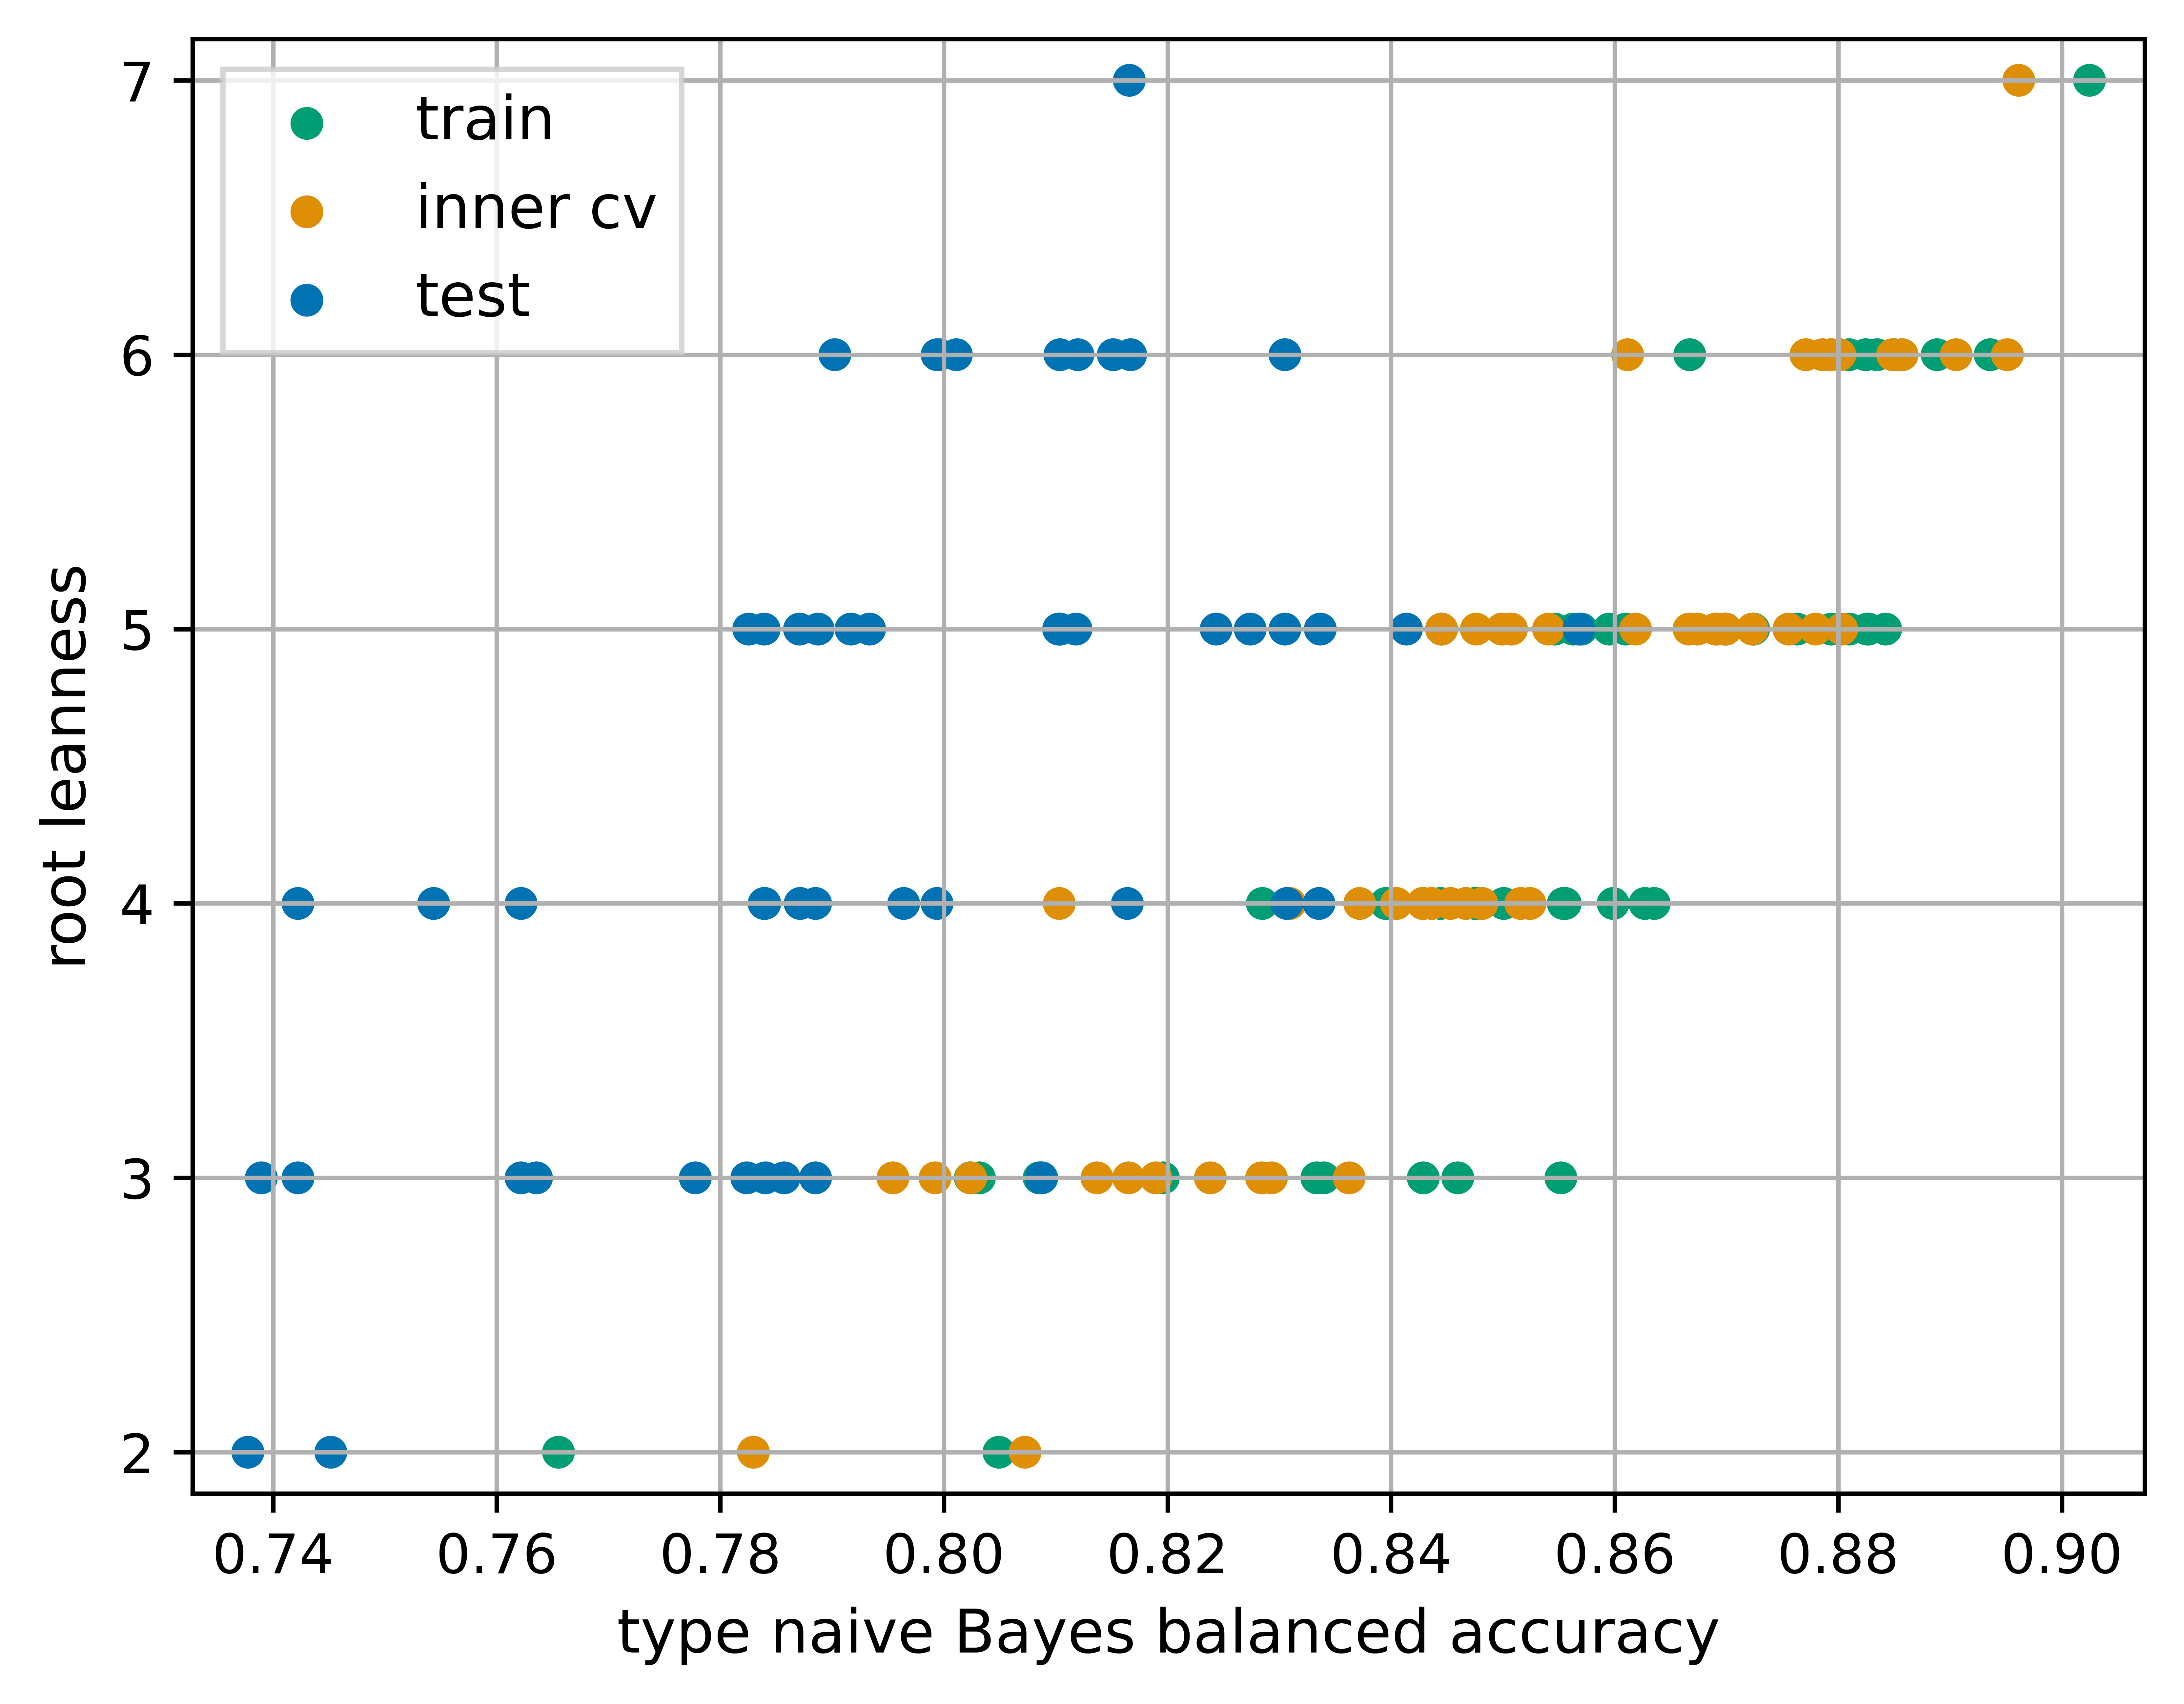 7
6
5
4
3
2
root leanness
train
inner cv
test
0.74 0.76 0.78 0.80 0.82 0.84 0.86 0.88 0.90
type naive Bayes balanced accuracy